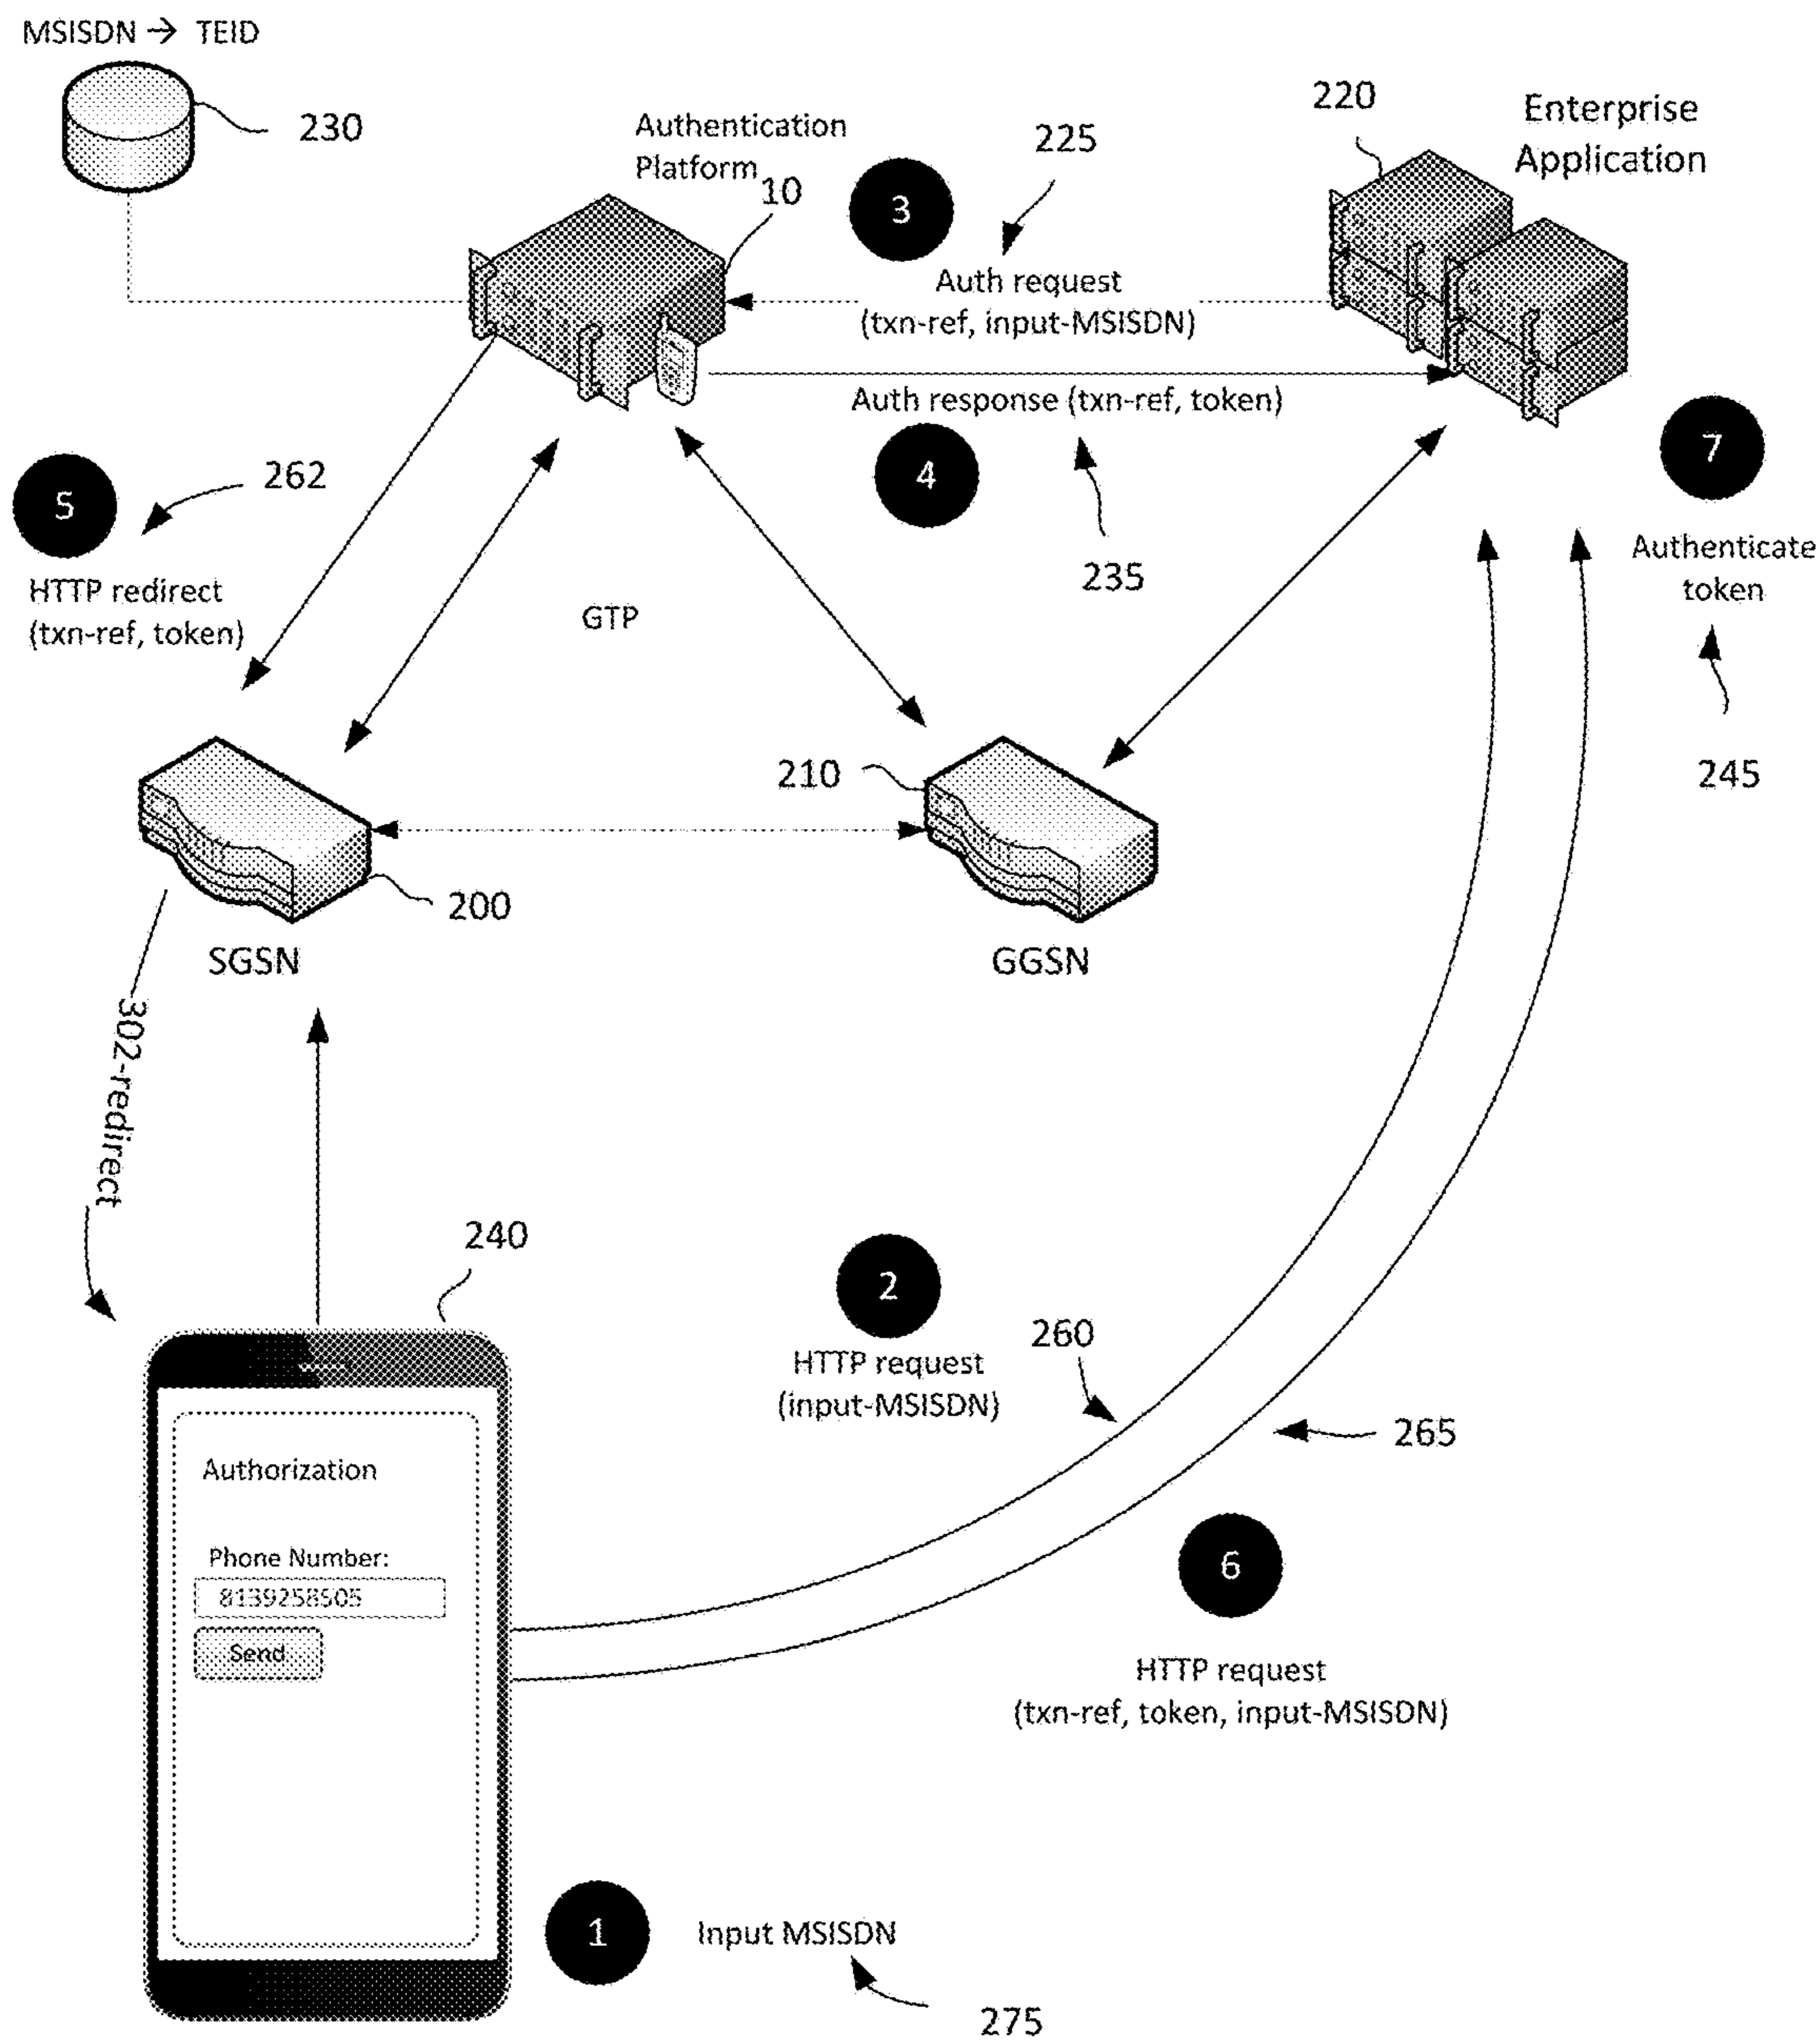 MSISDN → TEID
230
Authentication
Platform
10
3
225
220
Enterprise
Application
Auth request
(txn-ref, input-MSISDN)
Auth response (txn-ref, token)
4
235
7
Authenticate
token
245
5
262
HTTP redirect
(txn-ref, token)
GTP
210
200
SGSN
GGSN
302-redirect
240
2
HTTP request
(input-MSISDN)
260
265
6
HTTP request
(txn-ref, token, input-MSISDN)
Authorization
Phone Number:
8139258505
Send
1
Input MSISDN
275